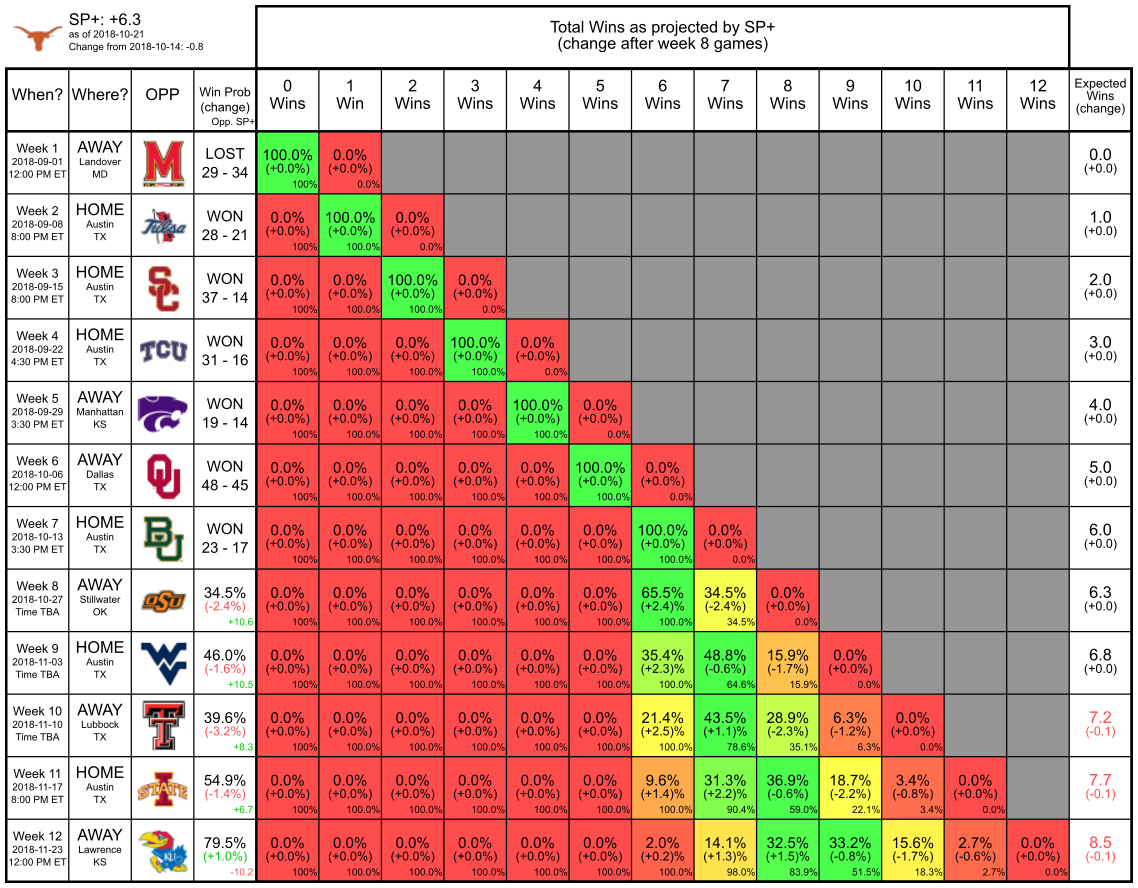 SP+: +6.3
as of 2018-10-21
Change from 2018-10-14: -0.8
Total Wins as projected by SP+
(change after week 8 games)
When? Where? OPP Win Prob (change) Opp. SP+ 0 Wins 1 Win 2 Wins 3 Wins 4 Wins 5 Wins 6 Wins 7 Wins 8 Wins 9 Wins 10 Wins 11 Wins 12 Wins Expected Wins (change)
Week 1 AWAY LOST 100.0% 0.0% 0.0
2018-09-01 Landover M (+0.0%) (+0.0%) (+0.0)
12:00 PM ET MD 29 - 34 100% 0.0%
Week 2 HOME WON 0.0% 100.0% 0.0% 1.0
2018-09-08 Austin Tulsa (+0.0%) (+0.0%) (+0.0%) (+0.0)
8:00 PM ET TX 28 - 21 100% 100.0% 0.0%
Week 3 HOME WON 0.0% 0.0% 100.0% 0.0% 2.0
2018-09-15 Austin SC (+0.0%) (+0.0%) (+0.0%) (+0.0%) (+0.0)
8:00 PM ET TX 37 - 14 100% 100.0% 100.0% 0.0%
Week 4 HOME WON 0.0% 0.0% 0.0% 100.0% 0.0% 3.0
2018-09-22 Austin TCU (+0.0%) (+0.0%) (+0.0%) (+0.0%) (+0.0%) (+0.0)
4:30 PM ET TX 31 - 16 100% 100.0% 100.0% 100.0% 0.0%
Week 5 AWAY WON 0.0% 0.0% 0.0% 0.0% 100.0% 0.0% 4.0
2018-09-29 Manhattan (+0.0%) (+0.0%) (+0.0%) (+0.0%) (+0.0%) (+0.0%) (+0.0)
3:30 PM ET KS 19 - 14 100% 100.0% 100.0% 100.0% 100.0% 0.0%
Week 6 AWAY WON 0.0% 0.0% 0.0% 0.0% 0.0% 100.0% 0.0% 5.0
2018-10-06 Dallas OU (+0.0%) (+0.0%) (+0.0%) (+0.0%) (+0.0%) (+0.0%) (+0.0%) (+0.0)
12:00 PM ET TX 48 - 45 100% 100.0% 100.0% 100.0% 100.0% 100.0% 0.0%
Week 7 HOME WON 0.0% 0.0% 0.0% 0.0% 0.0% 0.0% 100.0% 0.0% 6.0
2018-10-13 Austin BU (+0.0%) (+0.0%) (+0.0%) (+0.0%) (+0.0%) (+0.0%) (+0.0%) (+0.0%) (+0.0)
3:30 PM ET TX 23 - 17 100% 100.0% 100.0% 100.0% 100.0% 100.0% 100.0% 0.0%
Week 8 AWAY 34.5% 0.0% 0.0% 0.0% 0.0% 0.0% 0.0% 65.5% 34.5% 0.0% 6.3
2018-10-27 Stillwater OSU (-2.4%) (+0.0%) (+0.0%) (+0.0%) (+0.0%) (+0.0%) (+0.0%) (+2.4)% (-2.4%) (+0.0%) (+0.0)
Time TBA OK +10.6 100% 100.0% 100.0% 100.0% 100.0% 100.0% 100.0% 34.5% 0.0%
Week 9 HOME 46.0% 0.0% 0.0% 0.0% 0.0% 0.0% 0.0% 35.4% 48.8% 15.9% 0.0% 6.8
2018-11-03 Austin WV (-1.6%) (+0.0%) (+0.0%) (+0.0%) (+0.0%) (+0.0%) (+0.0%) (+2.3)% (-0.6%) (-1.7%) (+0.0%) (+0.0)
Time TBA TX +10.5 100% 100.0% 100.0% 100.0% 100.0% 100.0% 100.0% 64.6% 15.9% 0.0%
Week 10 AWAY 39.6% 0.0% 0.0% 0.0% 0.0% 0.0% 0.0% 21.4% 43.5% 28.9% 6.3% 0.0% 7.2
2018-11-10 Lubbock T (-3.2%) (+0.0%) (+0.0%) (+0.0%) (+0.0%) (+0.0%) (+0.0%) (+2.5)% (+1.1)% (-2.3%) (-1.2%) (+0.0%) (-0.1)
Time TBA TX +8.3 100% 100.0% 100.0% 100.0% 100.0% 100.0% 100.0% 78.6% 35.1% 6.3% 0.0%
Week 11 HOME 54.9% 0.0% 0.0% 0.0% 0.0% 0.0% 0.0% 9.6% 31.3% 36.9% 18.7% 3.4% 0.0% 7.7
2018-11-17 Austin I STATE (-1.4%) (+0.0%) (+0.0%) (+0.0%) (+0.0%) (+0.0%) (+0.0%) (+1.4)% (+2.2)% (-0.6%) (-2.2%) (-0.8%) (+0.0%) (-0.1)
8:00 PM ET TX +6.7 100% 100.0% 100.0% 100.0% 100.0% 100.0% 100.0% 90.4% 59.0% 22.1% 3.4% 0.0%
Week 12 AWAY 79.5% 0.0% 0.0% 0.0% 0.0% 0.0% 0.0% 2.0% 14.1% 32.5% 33.2% 15.6% 2.7% 0.0% 8.5
2018-11-23 Lawrence KU (+1.0%) (+0.0%) (+0.0%) (+0.0%) (+0.0%) (+0.0%) (+0.0%) (+0.2)% (+1.3)% (+1.5)% (-0.8%) (-1.7%) (-0.6%) (+0.0%) (-0.1)
12:00 PM ET KS -10.2 100% 100.0% 100.0% 100.0% 100.0% 100.0% 100.0% 98.0% 83.9% 51.5% 18.3% 2.7% 0.0%